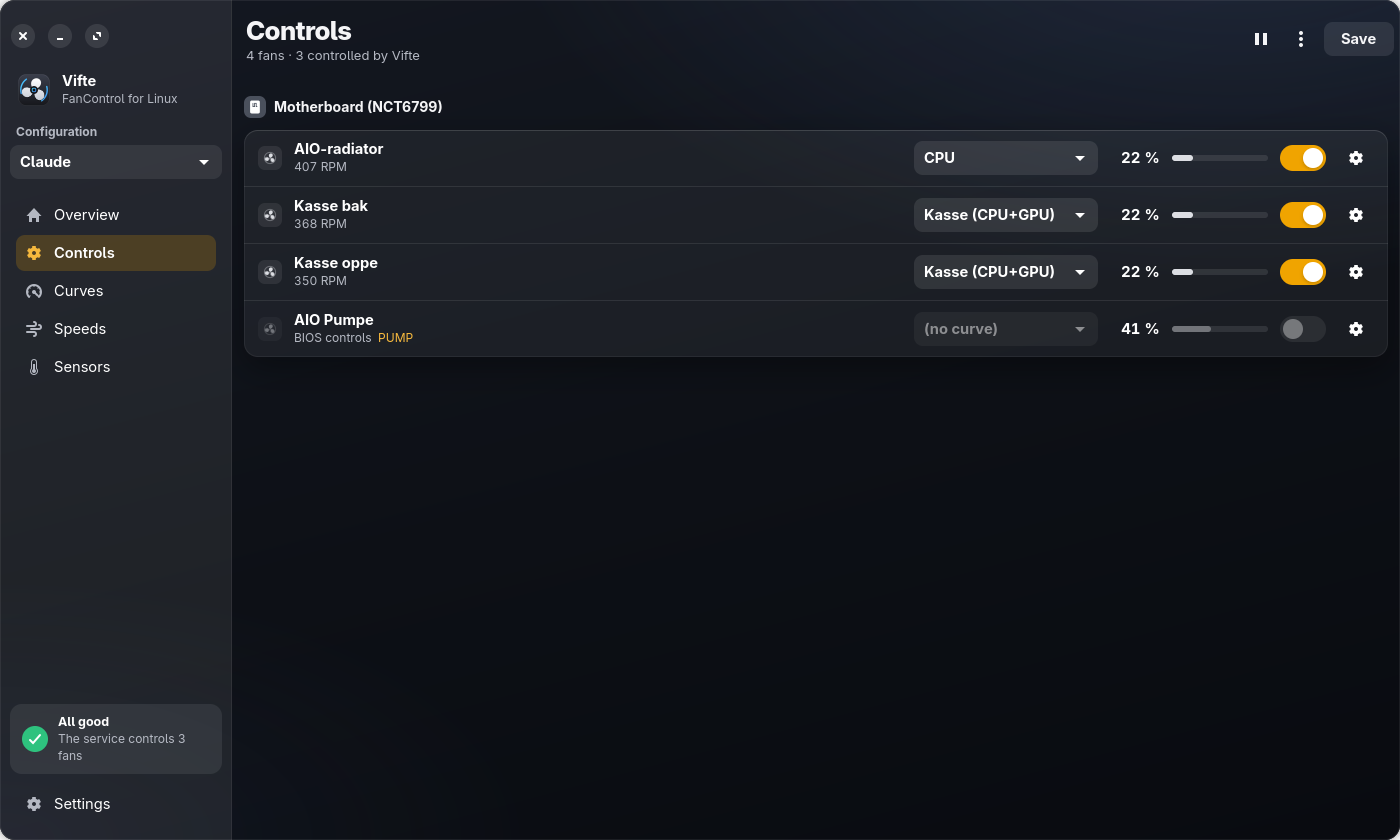 Vifte
FanControl for Linux
Configuration
Claude
Overview
Controls
Curves
Speeds
Sensors
All good
The service controls 3
fans
Settings
Controls
4 fans · 3 controlled by Vifte
Save
Motherboard (NCT6799)
AIO-radiator
407 RPM
CPU
22 %
Kasse bak
368 RPM
Kasse (CPU+GPU)
22 %
Kasse oppe
350 RPM
Kasse (CPU+GPU)
22 %
AIO Pumpe
BIOS controls PUMP
(no curve)
41 %